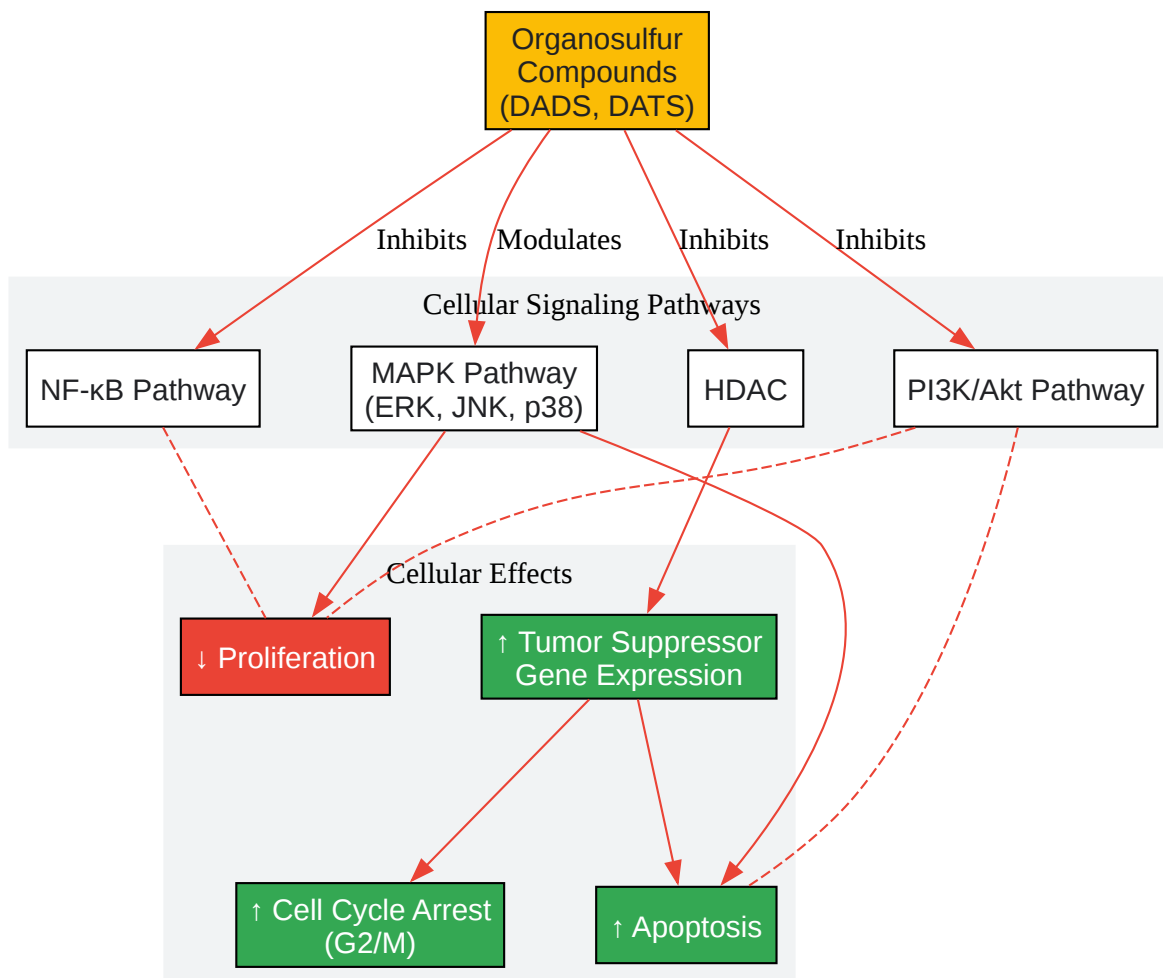 Organosulfur
Compounds
(DADS, DATS)
Inhibits
Modulates
Inhibits
Inhibits
Cellular Signaling Pathways
NF-κB Pathway
MAPK Pathway
(ERK, JNK, p38)
HDAC
PI3K/Akt Pathway
Cellular Effects
↓ Proliferation
↑ Tumor Suppressor
Gene Expression
↑ Cell Cycle Arrest
(G2/M)
↑ Apoptosis